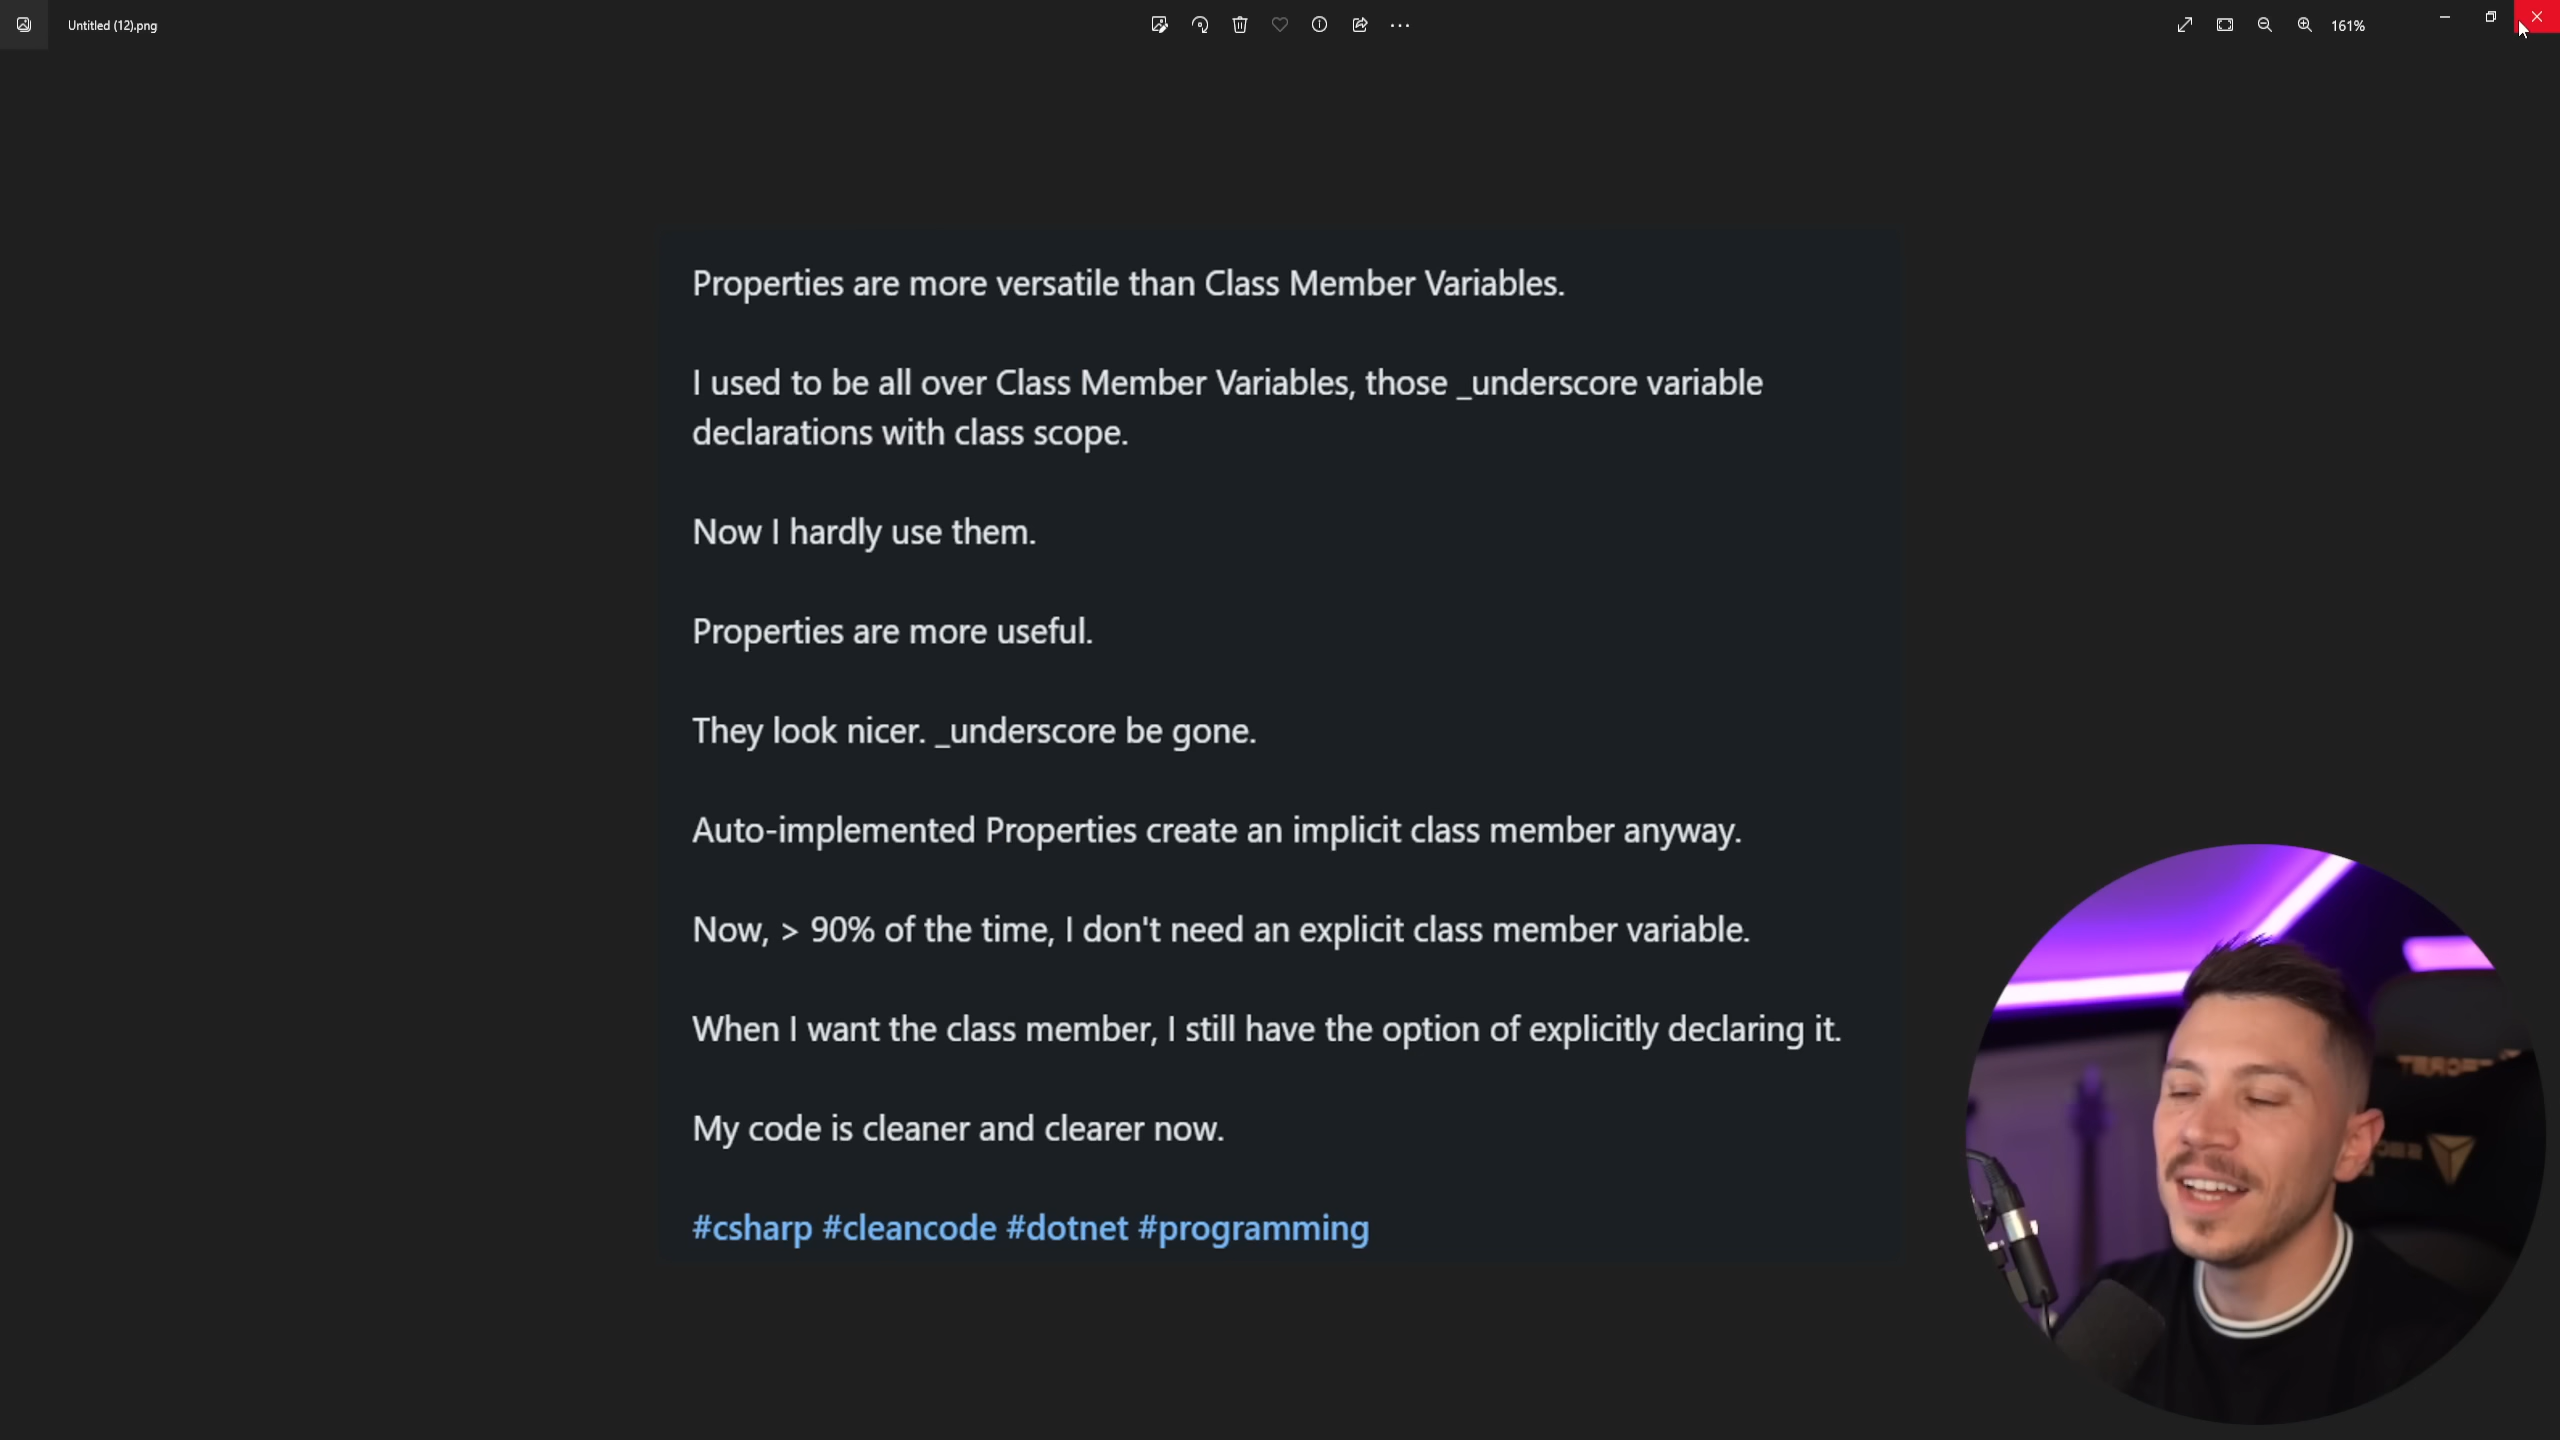 Untitled (12).png
161%
Properties are more versatile than Class Member Variables.
I used to be all over Class Member Variables, those _underscore variable
declarations with class scope.
Now I hardly use them.
Properties are more useful.
They look nicer. _underscore be gone.
Auto-implemented Properties create an implicit class member anyway.
Now, > 90% of the time, I don't need an explicit class member variable.
When I want the class member, I still have the option of explicitly declaring it.
My code is cleaner and clearer now.
#csharp #cleancode #dotnet #programming